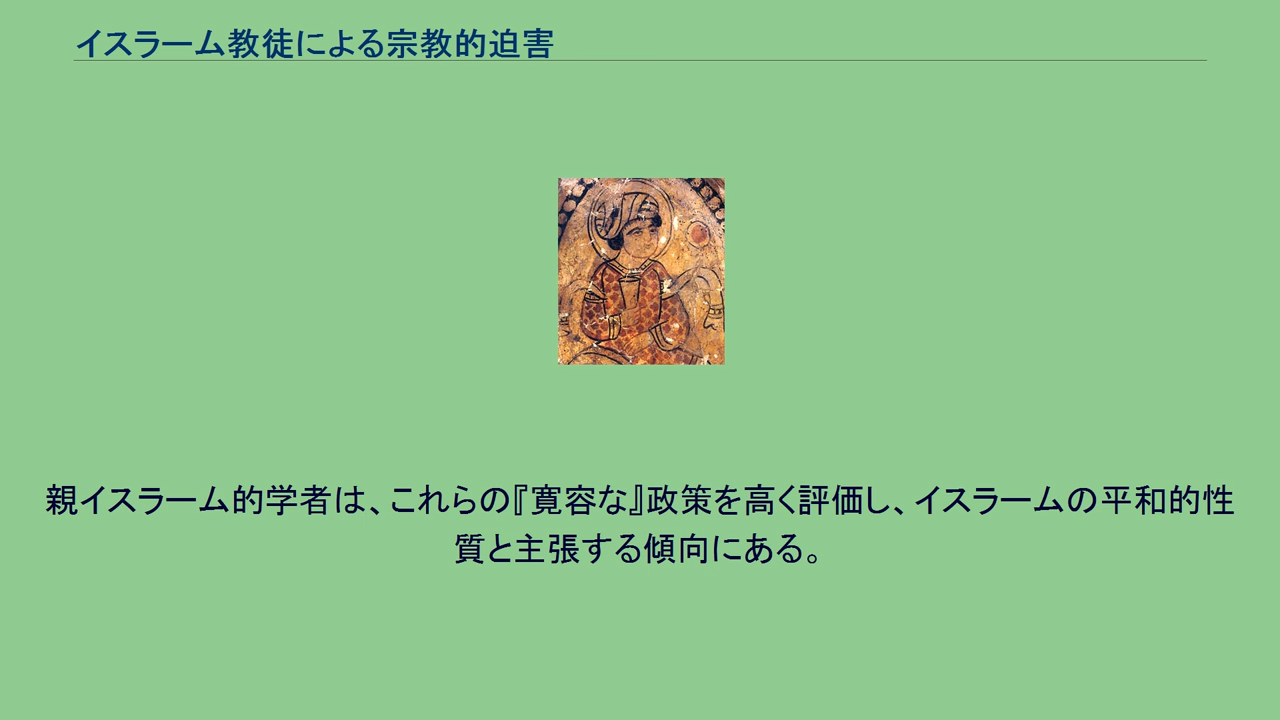 イスラーム教徒による宗教的迫害
親イスラーム的学者は、これらの『寛容な』政策を高く評価し、イスラームの平和的性
質と主張する傾向にある。